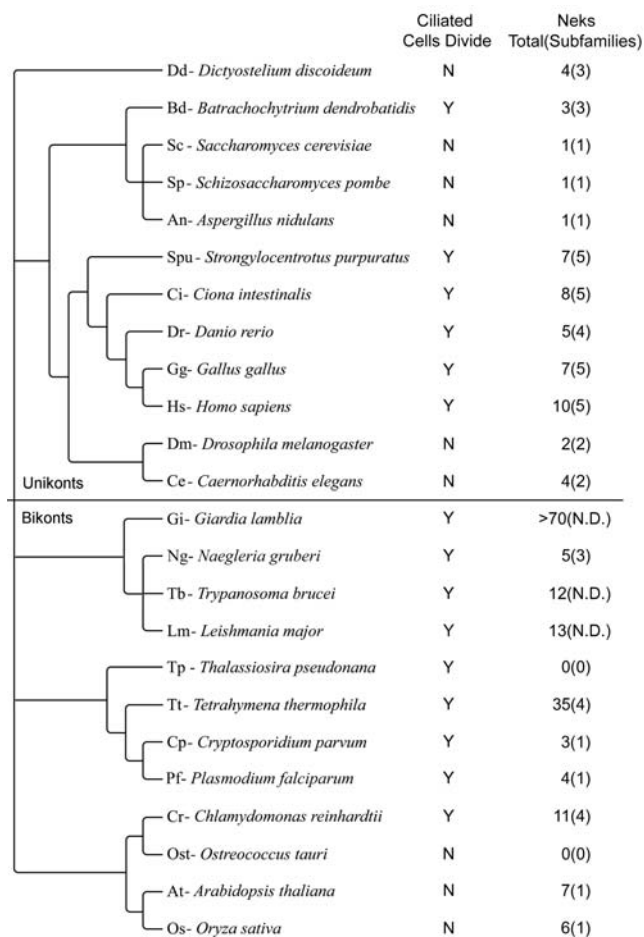 Ciliated Neks
Cells Divide Total(Subfamilies)
Dd- Dictyostelium discoideum N 4(3)
Bd- Batrachochytrium dendrobatidis Y 3(3)
Sc- Saccharomyces cerevisiae N 1(1)
Sp- Schizosaccharomyces pombe N 1(1)
An- Aspergillus nidulans N 1(1)
Spu- Strongylocentrotus purpuratus Y 7(5)
Ci- Ciona intestinalis Y 8(5)
Dr- Danio rerio Y 5(4)
Gg- Gallus gallus Y 7(5)
Hs- Homo sapiens Y 10(5)
Dm- Drosophila melanogaster N 2(2)
Unikonts Ce- Caernorhabditis elegans N 4(2)
Bikonts Gi- Giardia lamblia Y >70(N.D.)
Ng- Naegleria gruberi Y 5(3)
Tb- Trypanosoma brucei Y 12(N.D.)
Lm- Leishmania major Y 13(N.D.)
Tp - Thalassiosira pseudonana Y 0(0)
Tt- Tetrahymena thermophila Y 35(4)
Cp- Cryptosporidium parvum Y 3(1)
Pf- Plasmodium falciparum Y 4(1)
Cr- Chlamydomonas reinhardtii Y 11(4)
Ost- Ostreococcus tauri N 0(0)
At- Arabidopsis thaliana N 7(1)
Os- Oryza sativa N 6(1)